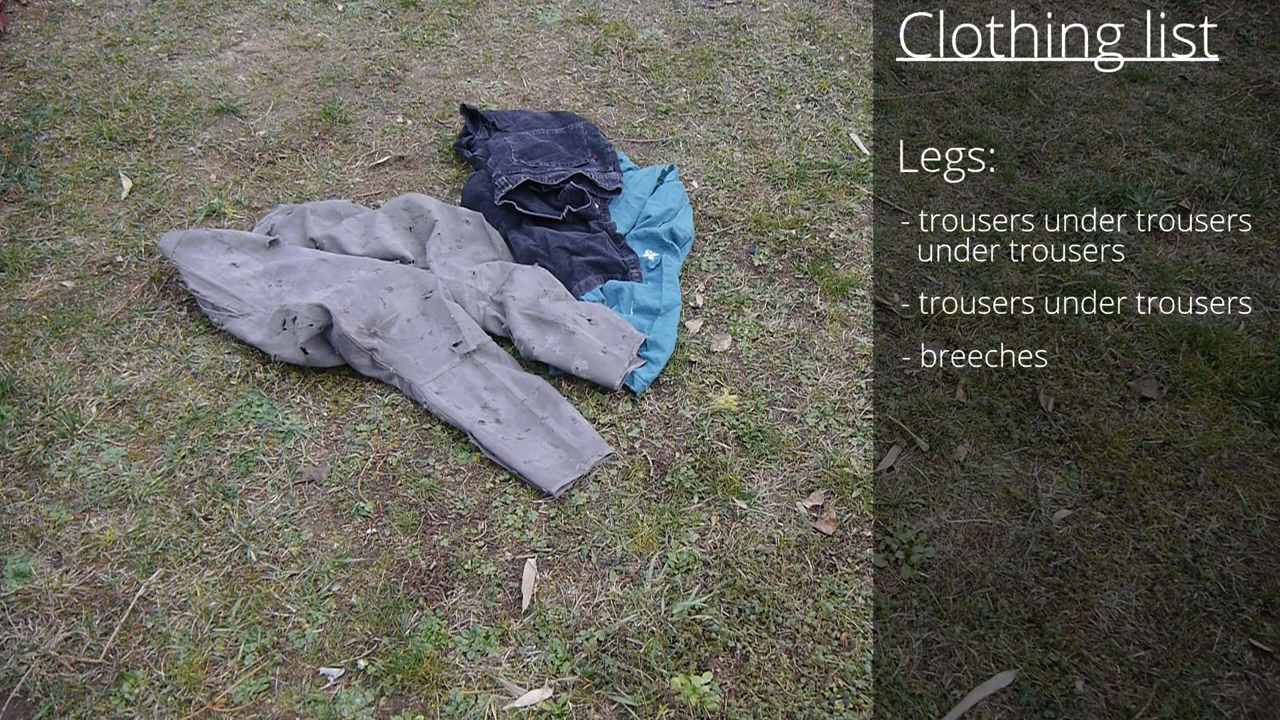 Clothing list
Legs:
- trousers under trousers
under trousers
- trousers under trousers
- breeches